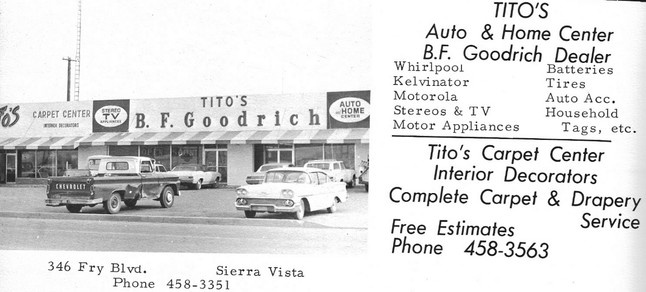 TITO'S
CARPET CENTER
INTERIOR DECORATORS
STEREO
TV
APPLIANCES
TITO'S
B. F. Goodrich
AUTO
and HOME
CENTER
CHEVROLET
346 Fry Blvd. Sierra Vista
Phone 458-3351
TITO'S
Auto & Home Center
B.F. Goodrich Dealer
Whirlpool Batteries
Kelvinator Tires
Motorola Auto Acc.
Stereos & TV Household
Motor Appliances Tags, etc.
Tito's Carpet Center
Interior Decorators
Complete Carpet & Drapery
Service
Free Estimates
Phone 458-3563